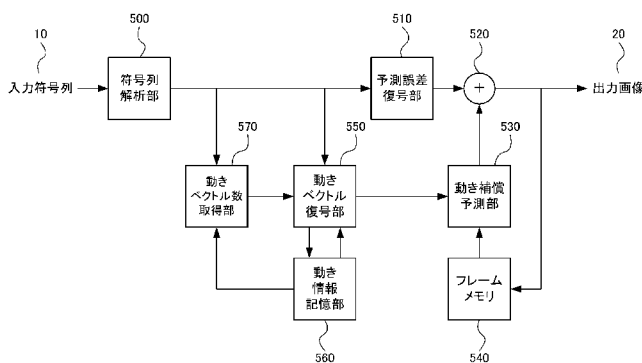 10
500
510
520
20
入力符号列
符号列
解析部
予測誤差
復号部
+
出力画像
570
550
530
動き
ベクトル数
取得部
動き
ベクトル
復号部
動き補償
予測部
動き
情報
記憶部
フレーム
メモリ
560
540